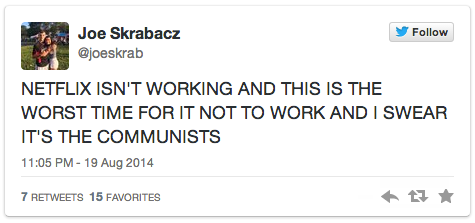 Joe Skrabacz
@joeskrab
Follow
NETFLIX ISN'T WORKING AND THIS IS THE
WORST TIME FOR IT NOT TO WORK AND I SWEAR
IT'S THE COMMUNISTS
11:05 PM - 19 Aug 2014
7 RETWEETS 15 FAVORITES